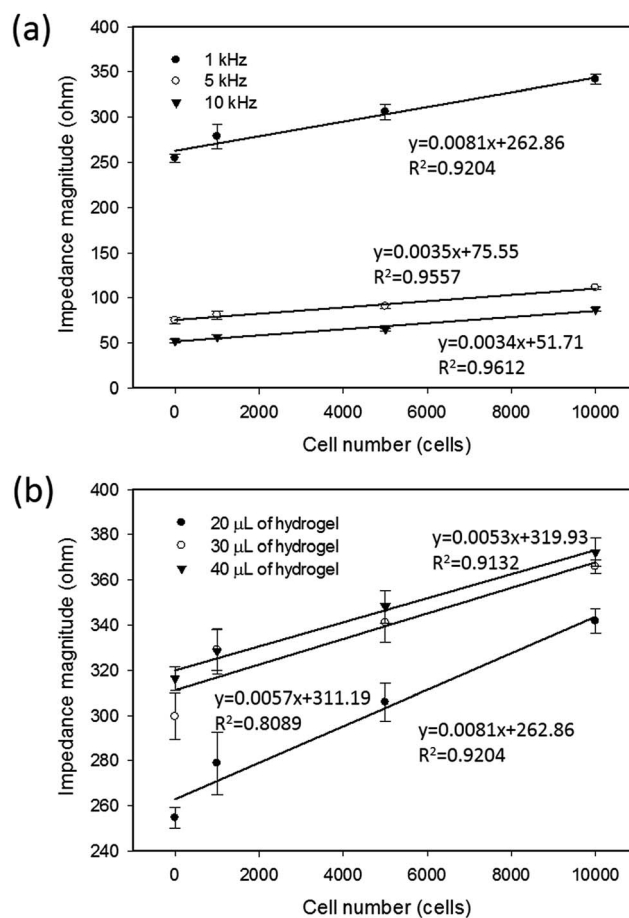 (a)
400
350
300
250
200
150
100
50
0
Impedance magnitude (ohm)
1 kHz
5 kHz
10 kHz
y=0.0081x+262.86
R²=0.9204
y=0.0035x+75.55
R²=0.9557
y=0.0034x+51.71
R²=0.9612
0 2000 4000 6000 8000 10000
Cell number (cells)
(b)
400
380
360
340
320
300
280
260
240
Impedance magnitude (ohm)
20 µL of hydrogel
30 µL of hydrogel
40 µL of hydrogel
y=0.0053x+319.93
R²=0.9132
y=0.0057x+311.19
R²=0.8089
y=0.0081x+262.86
R²=0.9204
0 2000 4000 6000 8000 10000
Cell number (cells)